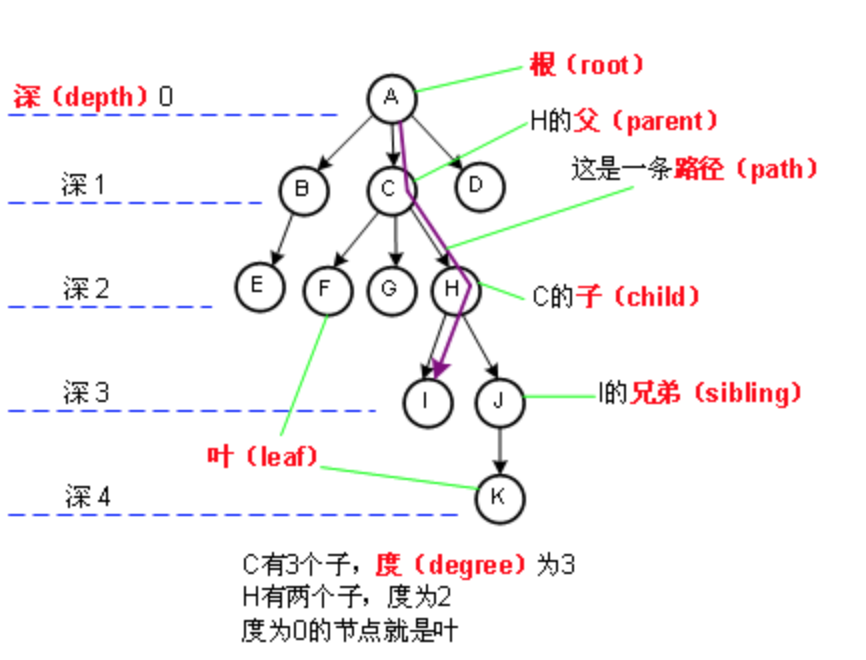 根（root）
深（depth）0
A
H的父（parent）
这是一条路径（path）
深1
B
C
D
深2
E
F
G
H
C的子（child）
深3
I
J
I的兄弟（sibling）
叶（leaf）
深4
K
C有3个子，度（degree）为3
H有两个子，度为2
度为0的节点就是叶